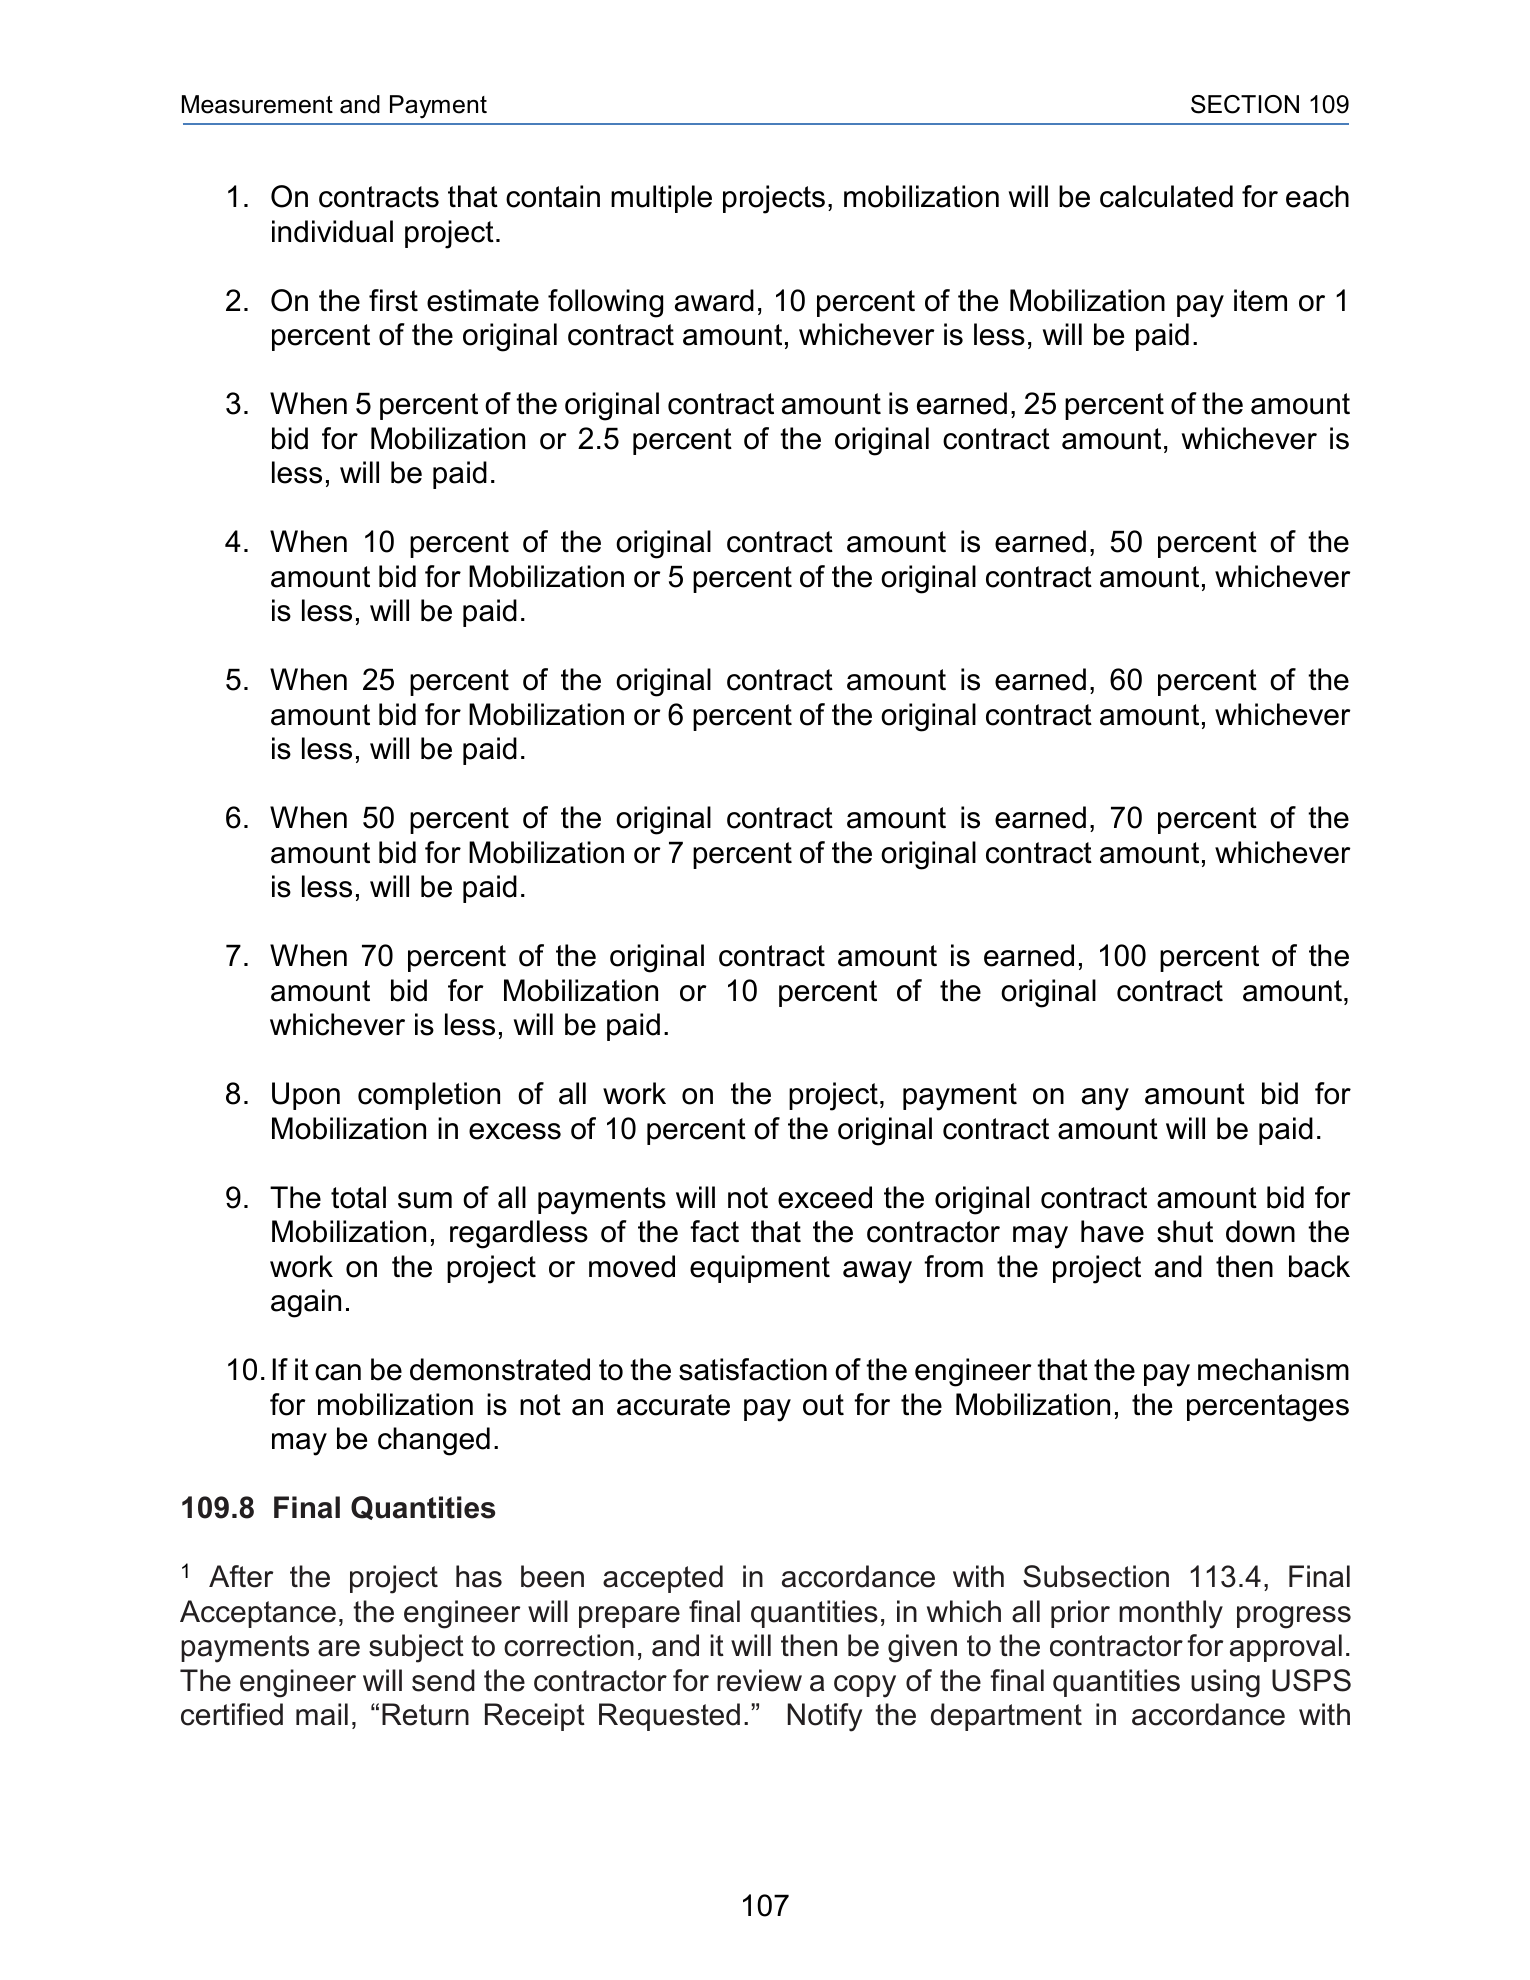 Measurement and Payment SECTION 109
1. On contracts that contain multiple projects, mobilization will be calculated for each
individual project.
2. On the first estimate following award, 10 percent of the Mobilization pay item or 1
percent of the original contract amount, whichever is less, will be paid.
3. When 5 percent of the original contract amount is earned, 25 percent of the amount
bid for Mobilization or 2.5 percent of the original contract amount, whichever is
less, will be paid.
4. When 10 percent of the original contract amount is earned, 50 percent of the
amount bid for Mobilization or 5 percent of the original contract amount, whichever
is less, will be paid.
5. When 25 percent of the original contract amount is earned, 60 percent of the
amount bid for Mobilization or 6 percent of the original contract amount, whichever
is less, will be paid.
6. When 50 percent of the original contract amount is earned, 70 percent of the
amount bid for Mobilization or 7 percent of the original contract amount, whichever
is less, will be paid.
7. When 70 percent of the original contract amount is earned, 100 percent of the
amount bid for Mobilization or 10 percent of the original contract amount,
whichever is less, will be paid.
8. Upon completion of all work on the project, payment on any amount bid for
Mobilization in excess of 10 percent of the original contract amount will be paid.
9. The total sum of all payments will not exceed the original contract amount bid for
Mobilization, regardless of the fact that the contractor may have shut down the
work on the project or moved equipment away from the project and then back
again.
10. If it can be demonstrated to the satisfaction of the engineer that the pay mechanism
for mobilization is not an accurate pay out for the Mobilization, the percentages
may be changed.
109.8 Final Quantities
1 After the project has been accepted in accordance with Subsection 113.4, Final
Acceptance, the engineer will prepare final quantities, in which all prior monthly progress
payments are subject to correction, and it will then be given to the contractor for approval.
The engineer will send the contractor for review a copy of the final quantities using USPS
certified mail, “Return Receipt Requested.” Notify the department in accordance with
107